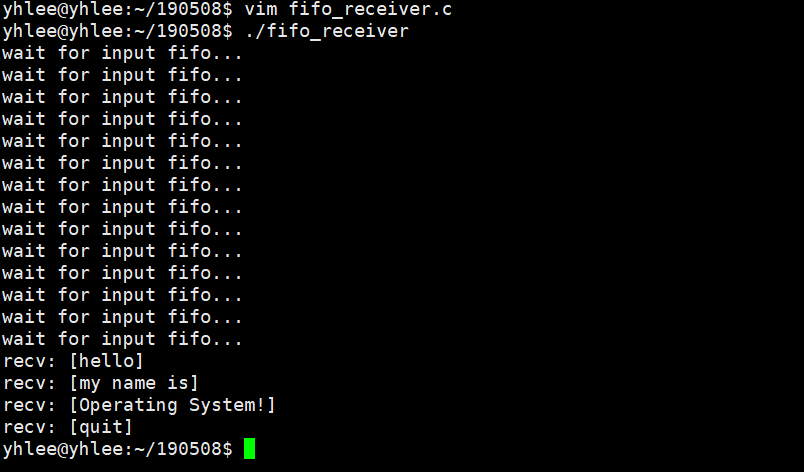 yhlee@yhlee:~/190508$ vim fifo_receiver.c
yhlee@yhlee:~/190508$ ./fifo_receiver
wait for input fifo...
wait for input fifo...
wait for input fifo...
wait for input fifo...
wait for input fifo...
wait for input fifo...
wait for input fifo...
wait for input fifo...
wait for input fifo...
wait for input fifo...
wait for input fifo...
wait for input fifo...
wait for input fifo...
wait for input fifo...
recv: [hello]
recv: [my name is]
recv: [Operating System!]
recv: [quit]
yhlee@yhlee:~/190508$